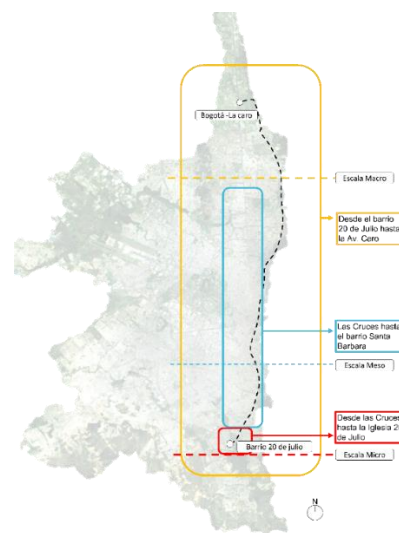 Bogotá -La caro
Escala Macro
Desde el barrio
20 de Julio hasta
la Av. Caro
Las Cruces hasta
el barrio Santa
Barbara
Escala Meso
Desde las Cruces
hasta la Iglesia 20
de Julio
Barrio 20 de julio
Escala Micro
N